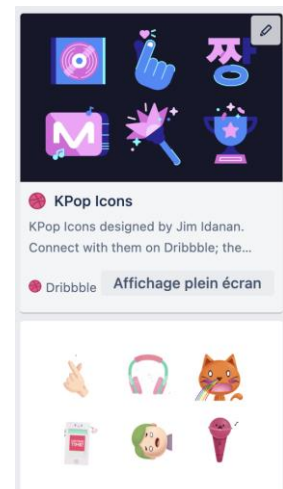 짱
M
KPop Icons
KPop Icons designed by Jim Idanan.
Connect with them on Dribbble; the...
Dribbble
Affichage plein écran